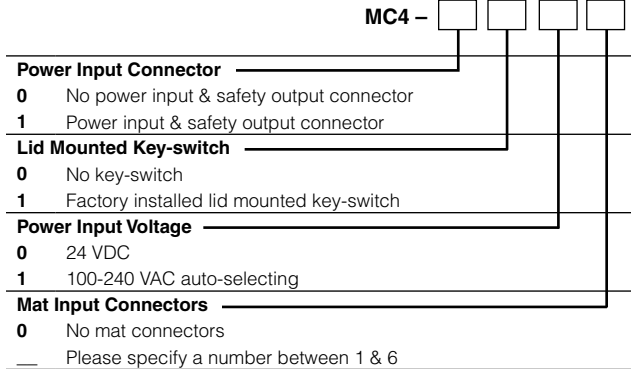 MC4 –
Power Input Connector
0 No power input & safety output connector
1 Power input & safety output connector
Lid Mounted Key-switch
0 No key-switch
1 Factory installed lid mounted key-switch
Power Input Voltage
0 24 VDC
1 100-240 VAC auto-selecting
Mat Input Connectors
0 No mat connectors
__ Please specify a number between 1 & 6